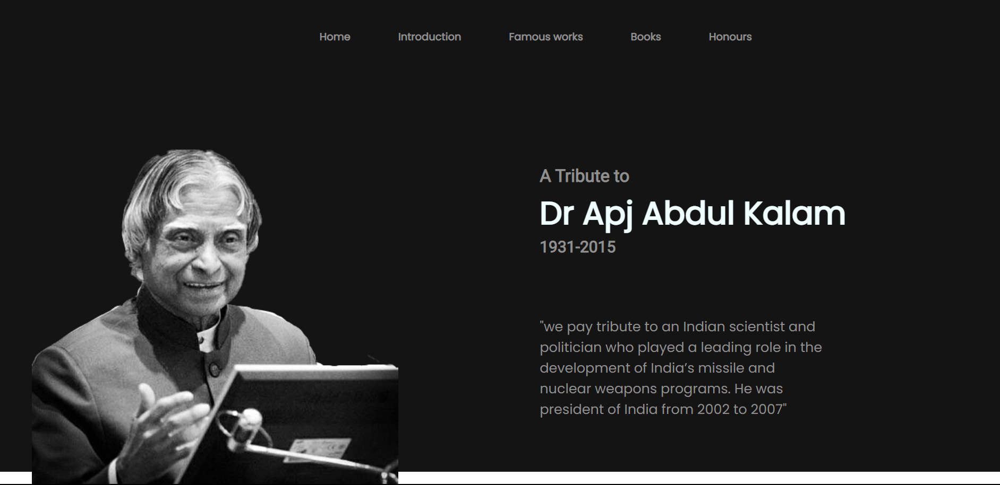 Home Introduction Famous works Books Honours
A Tribute to
Dr Apj Abdul Kalam
1931-2015
"we pay tribute to an Indian scientist and
politician who played a leading role in the
development of India’s missile and
nuclear weapons programs. He was
president of India from 2002 to 2007"